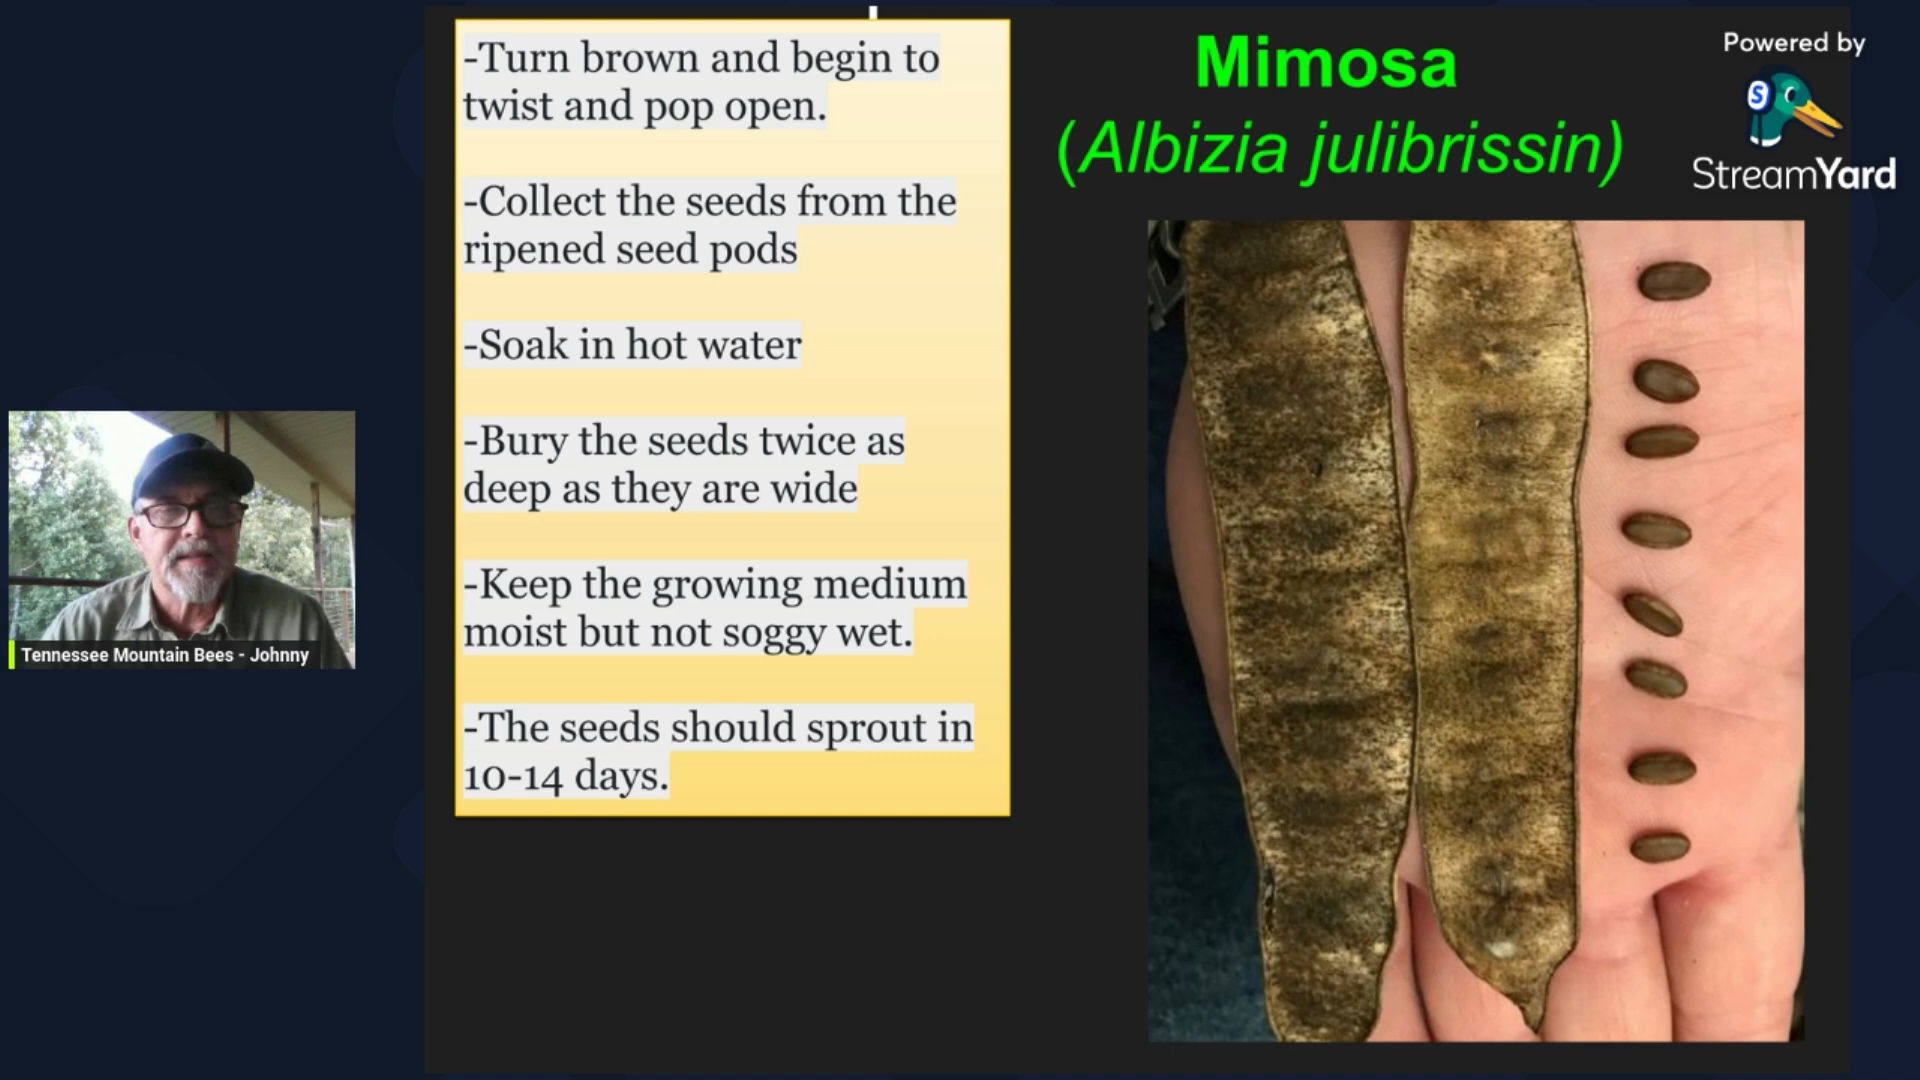 -Turn brown and begin to
twist and pop open.
-Collect the seeds from the
ripened seed pods
-Soak in hot water
-Bury the seeds twice as
deep as they are wide
-Keep the growing medium
moist but not soggy wet.
-The seeds should sprout in
10-14 days.
Mimosa
(Albizia julibrissin)
Powered by
S
StreamYard
Tennessee Mountain Bees - Johnny